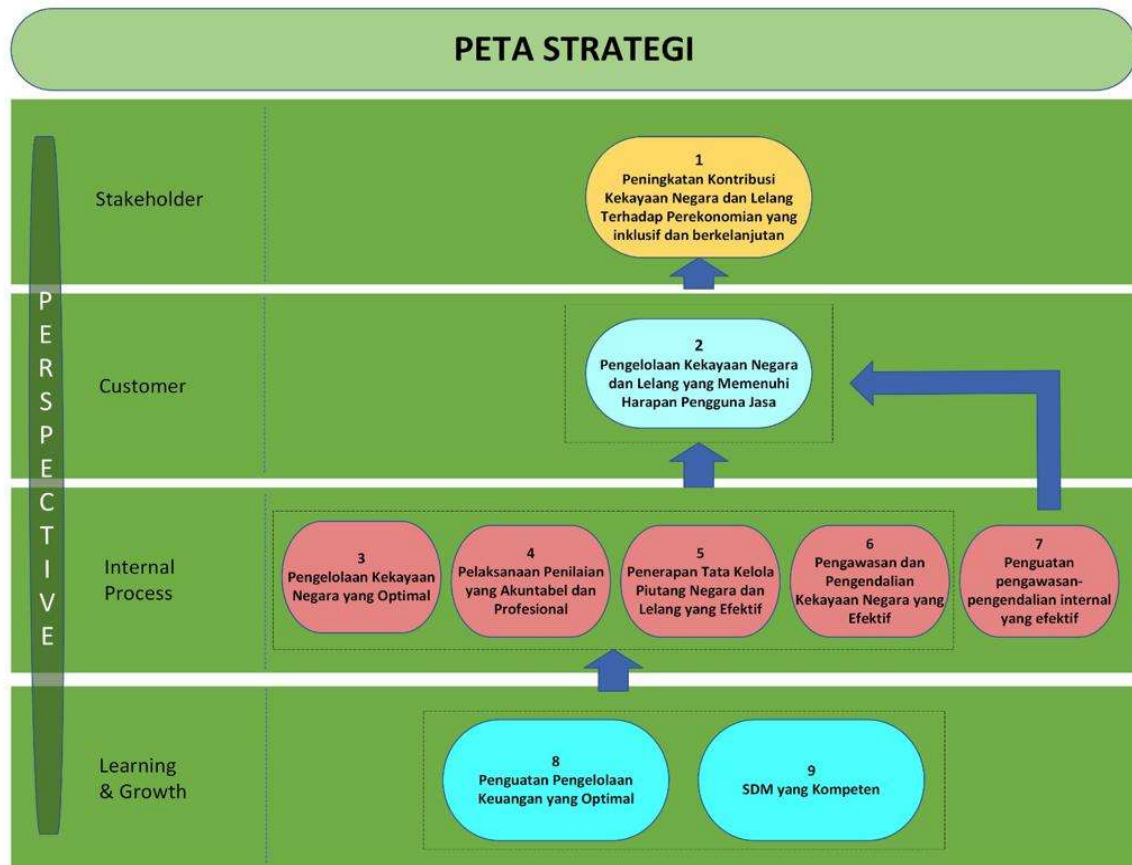 PETA STRATEGI
PERSPECTIVE
Stakeholder
1
Peningkatan Kontribusi
Kekayaan Negara dan Lelang
Terhadap Perekonomian yang
inklusif dan berkelanjutan
Customer
2
Pengelolaan Kekayaan Negara
dan Lelang yang Memenuhi
Harapan Pengguna Jasa
Internal
Process
3
Pengelolaan Kekayaan
Negara yang Optimal
4
Pelaksanaan Penilaian
yang Akuntabel dan
Profesional
5
Penerapan Tata Kelola
Piutang Negara dan
Lelang yang Efektif
6
Pengawasan dan
Pengendalian
Kekayaan Negara yang
Efektif
7
Penguatan
pengawasan-
pengendalian internal
yang efektif
Learning
& Growth
8
Penguatan Pengelolaan
Keuangan yang Optimal
9
SDM yang Kompeten